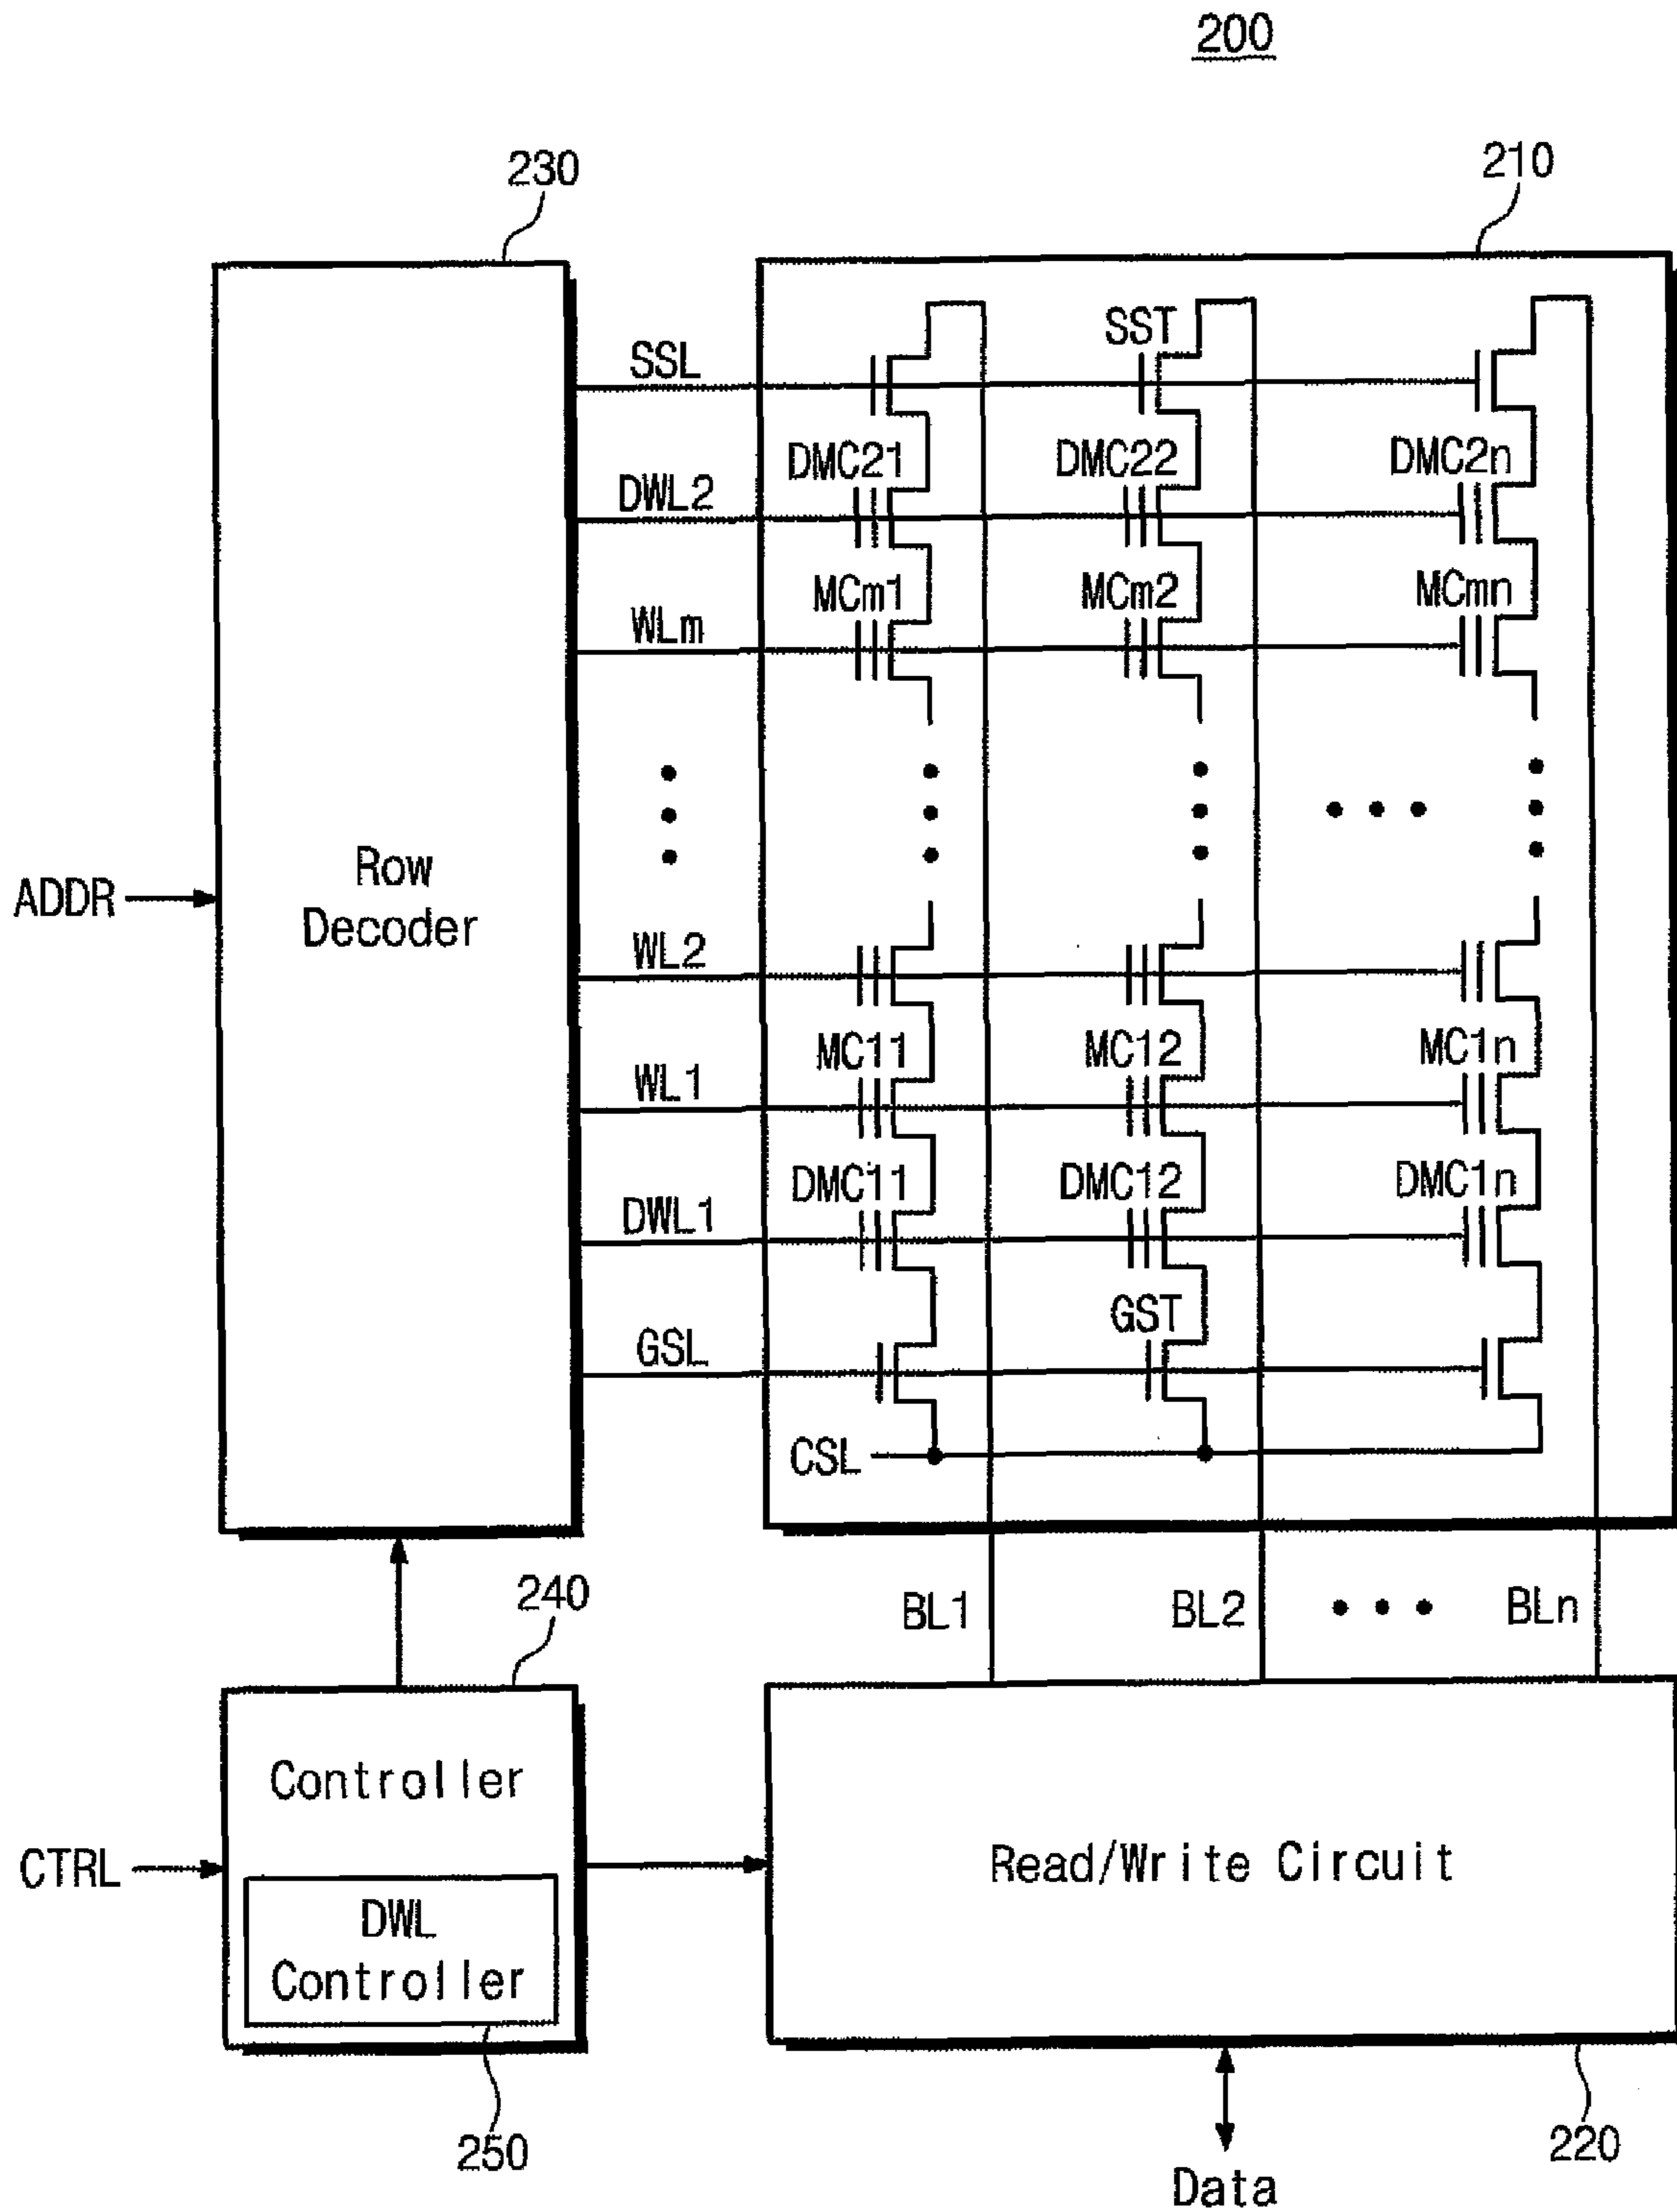 200
230
210
SSL
SST
DMC21
DMC22
DMC2n
DWL2
MCm1
MCm2
MCmn
WLm
Row
Decoder
ADDR
WL2
MC11
MC12
MC1n
WL1
DMC11
DMC12
DMC1n
DWL1
GST
GSL
CSL
240
BL1
BL2
BLn
Controller
CTRL
Read/Write Circuit
DWL
Controller
250
220
Data